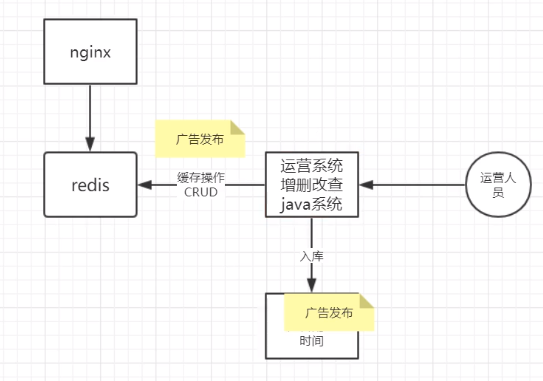 nginx
广告发布
redis
缓存操作
CRUD
运营系统
增删改查
java系统
运营人
员
入库
广告发布
时间